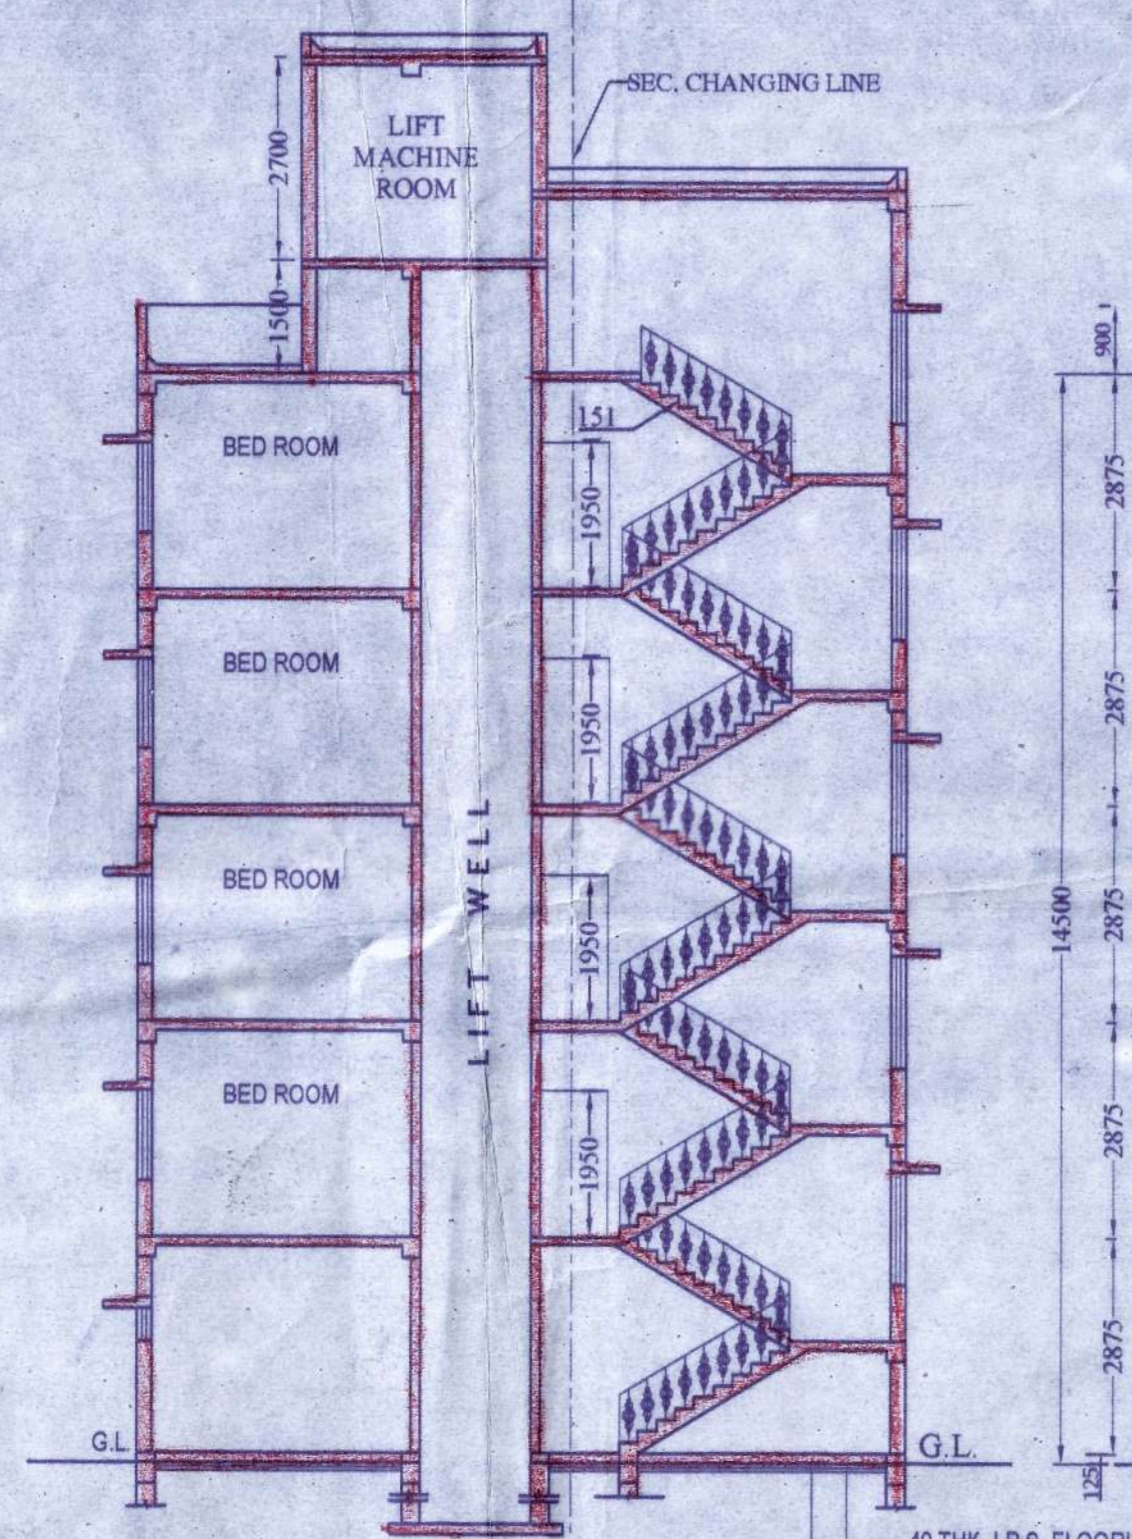 SEC. CHANGING LINE
LIFT
MACHINE
ROOM
2700
1500
900
151
BED ROOM
1950
2875
BED ROOM
1950
2875
BED ROOM
1950
14500
2875
LIFT WELL
BED ROOM
1950
2875
2875
G.L.
G.L.
125